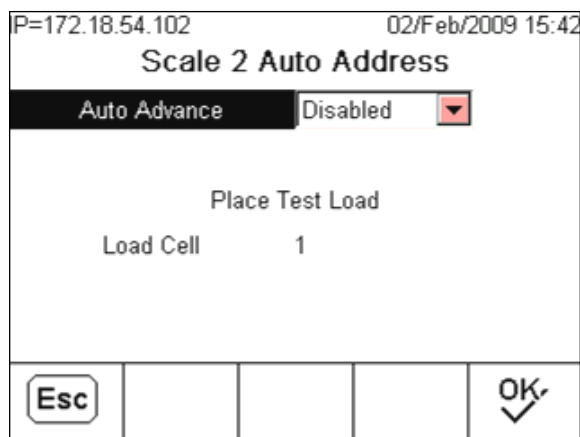 IP=172.18.54.102 02/Feb/2009 15:42
Scale 2 Auto Address
Auto Advance Disabled
Place Test Load
Load Cell 1
Esc OK